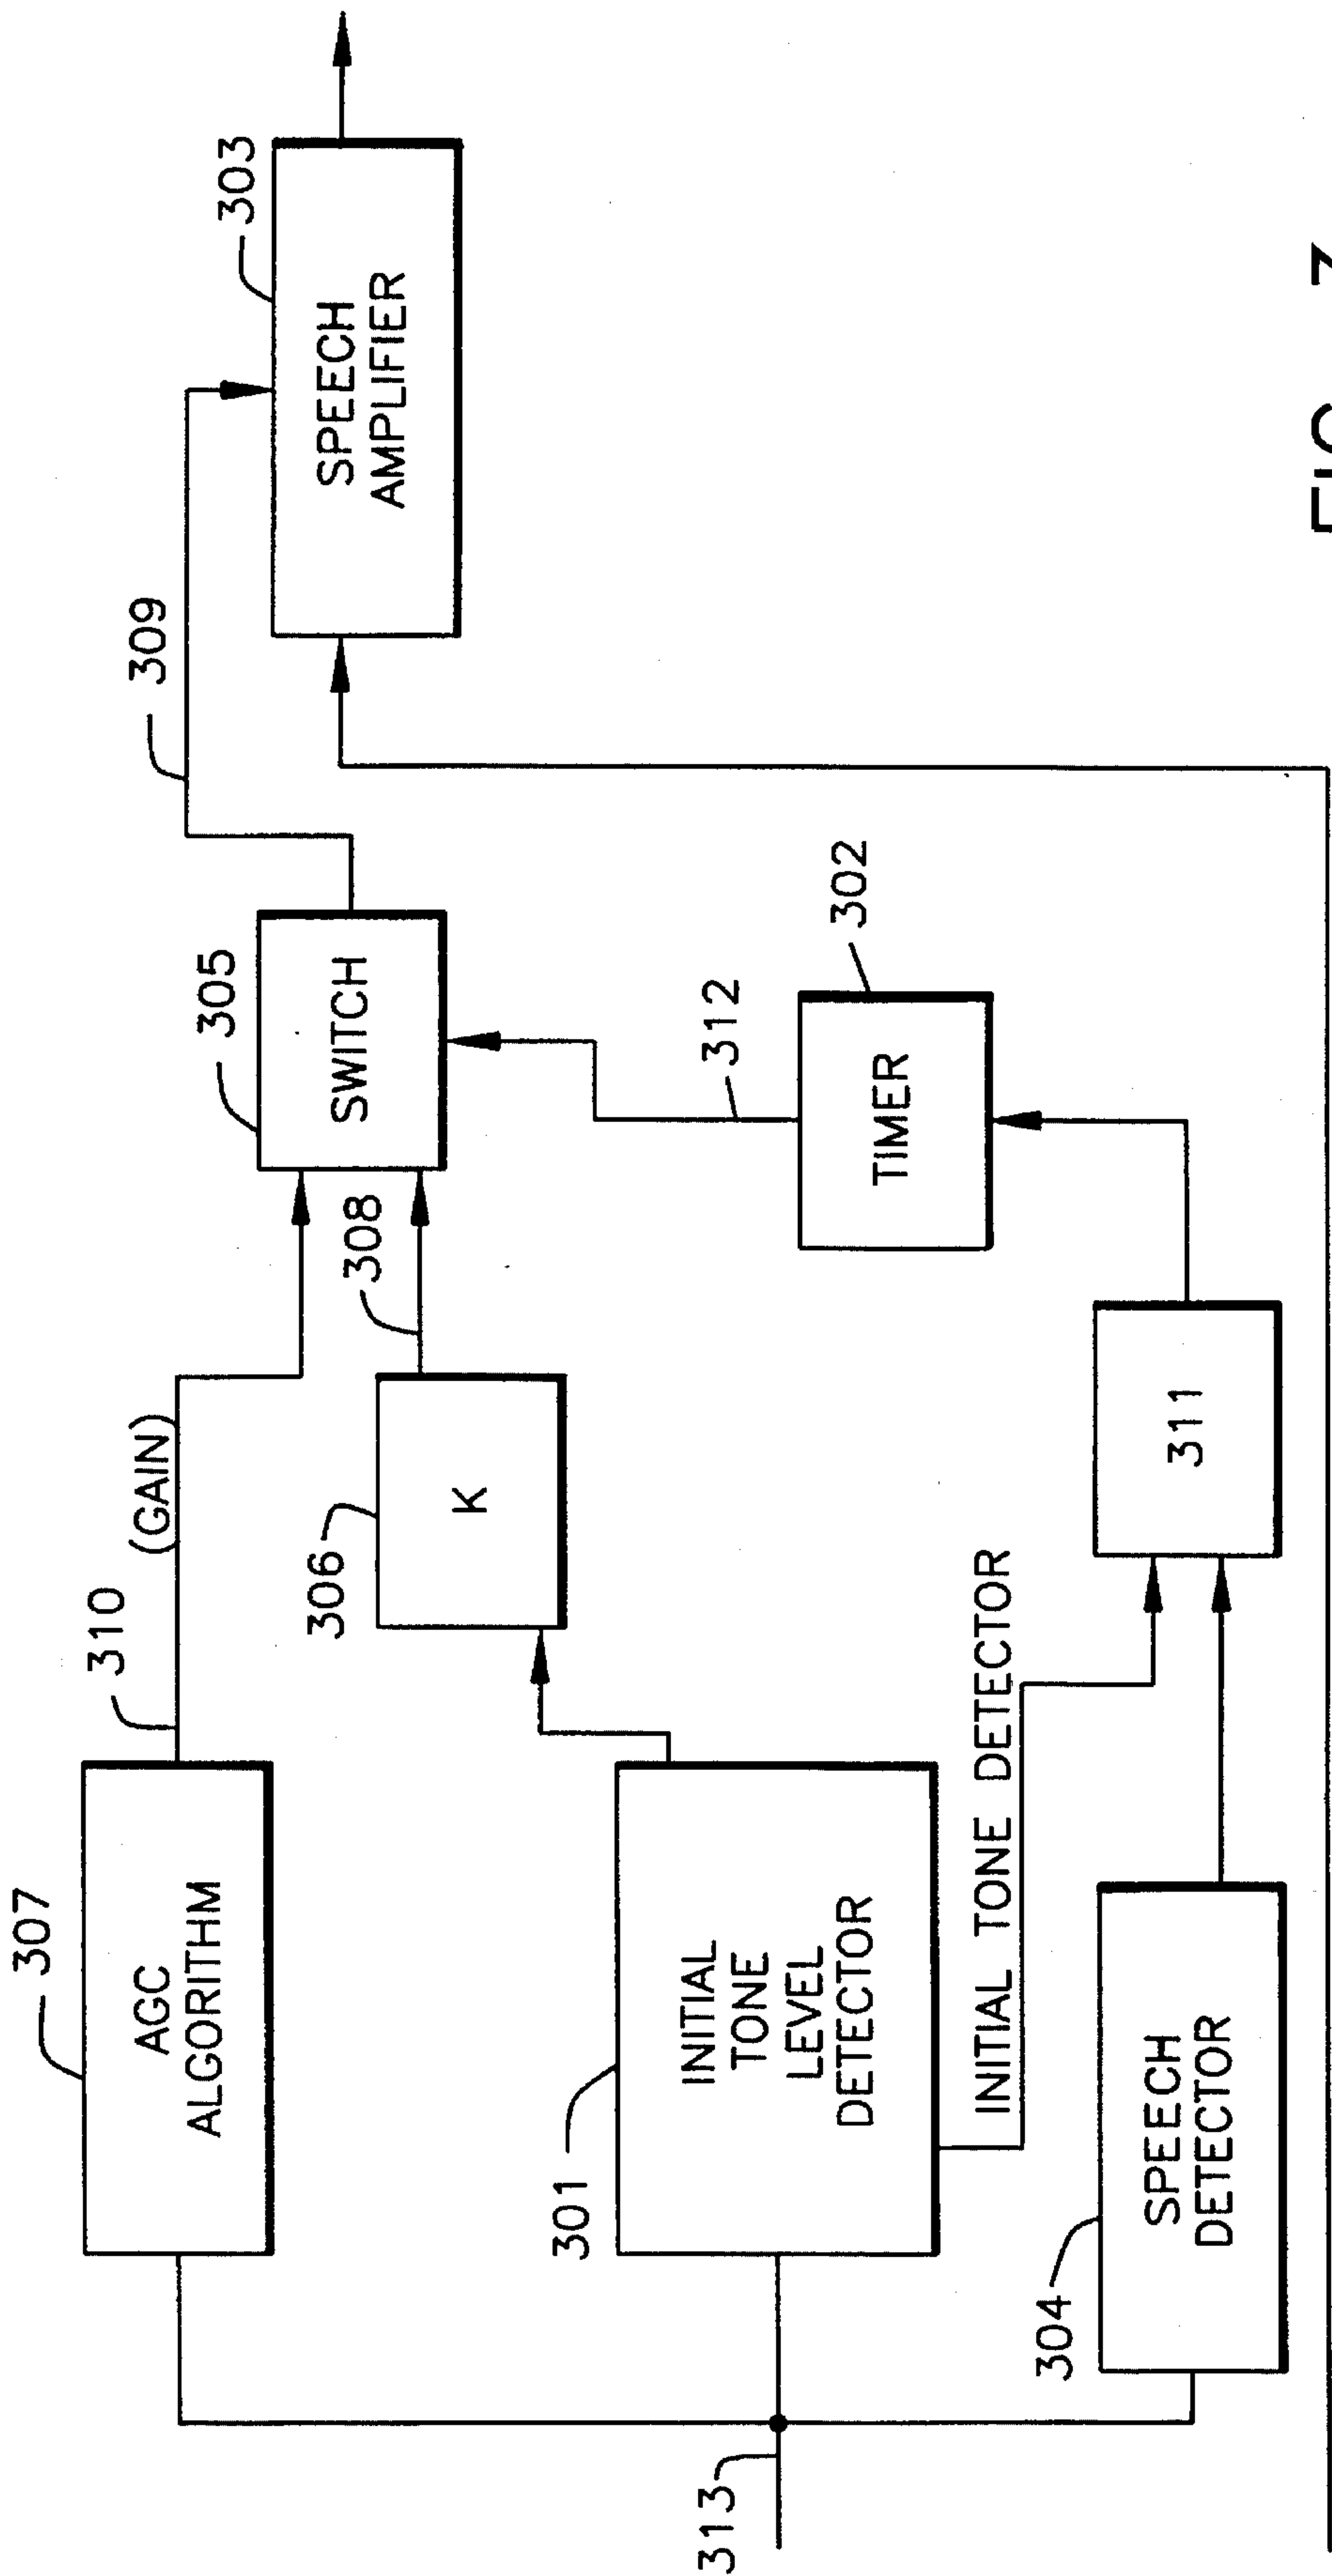 307
AGC
ALGORITHM
310
(GAIN)
305
SWITCH
309
303
SPEECH
AMPLIFIER
306
K
308
301
INITIAL
TONE
LEVEL
DETECTOR
312
302
TIMER
313
INITIAL TONE DETECTOR
304
SPEECH
DETECTOR
311